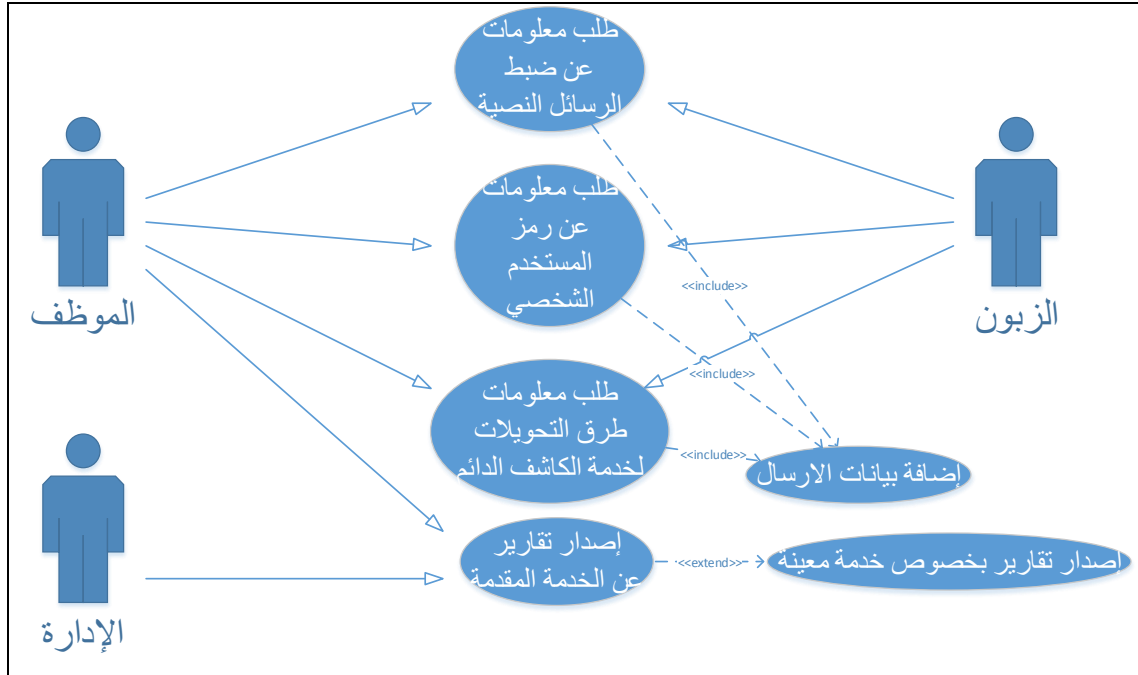 طلب معلومات
عن ضبط
الرسائل النصية
طلب معلومات
عن رمز
المستخدم
الشخصي
<<include>>
الموظف
الزبون
<<include>>
طلب معلومات
طرق التحويلات
لخدمة الكاشف الدائم
<<include>>
إضافة بيانات الارسال
إصدار تقارير
عن الخدمة المقدمة
<<extend>>
إصدار تقارير بخصوص خدمة معينة
الإدارة